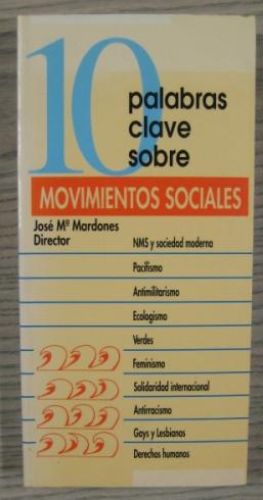 10 palabras
clave
sobre
MOVIMIENTOS SOCIALES
José Mª Mardones
Director
NMS y sociedad moderna
Pacifismo
Antimilitarismo
Ecologismo
Verdes
Feminismo
Solidaridad internacional
Antirracismo
Gays y Lesbianas
Derechos humanos